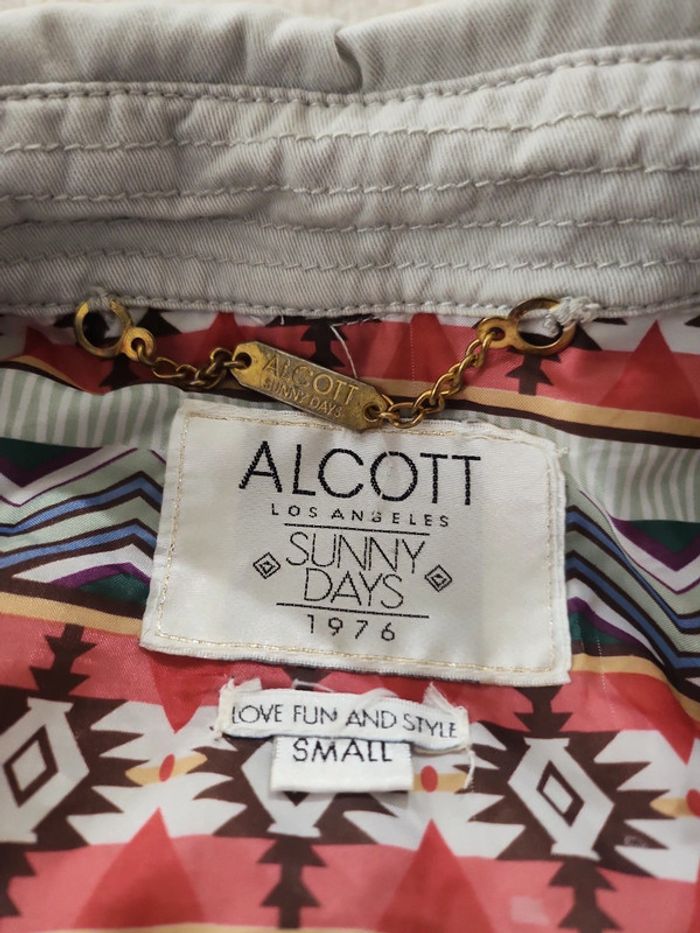 ALCOTT
SUNNY DAYS
ALCOTT
LOS ANGELES
SUNNY
DAYS
1976
LOVE FUN AND STYLE
SMALL